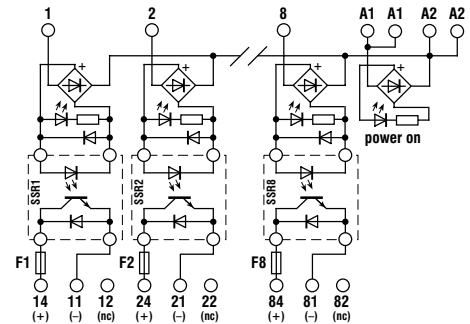 1 2 8 A1 A1 A2 A2
+ + + +
power on
SSR1 SSR2 SSR8
F1 F2 F8
14 11 12 24 21 22 84 81 82
(+) (–) (nc) (+) (–) (nc) (+) (–) (nc)